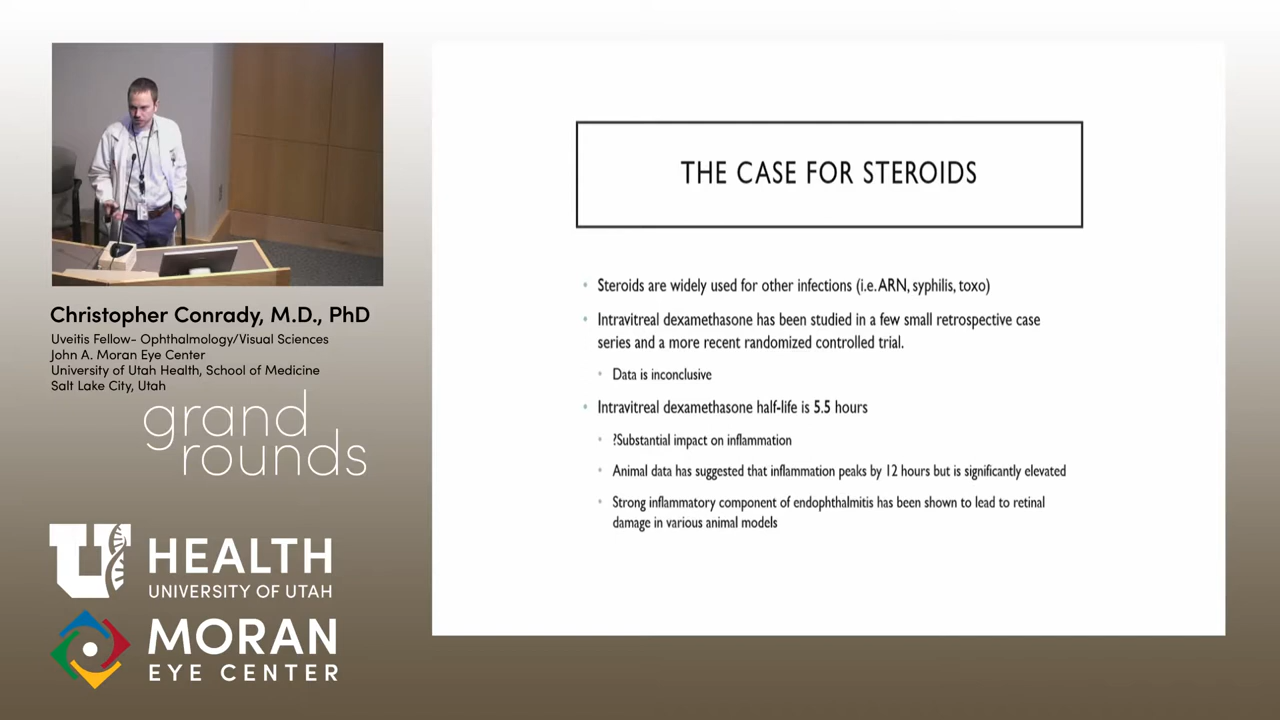 Christopher Conrady, M.D., PhD
Uveitis Fellow- Ophthalmology/Visual Sciences
John A. Moran Eye Center
University of Utah Health, School of Medicine
Salt Lake City, Utah
grand
rounds
U HEALTH
UNIVERSITY OF UTAH
MORAN
EYE CENTER
THE CASE FOR STEROIDS
• Steroids are widely used for other infections (i.e. ARN, syphilis, toxo)
• Intravitreal dexamethasone has been studied in a few small retrospective case
series and a more recent randomized controlled trial.
• Data is inconclusive
• Intravitreal dexamethasone half-life is 5.5 hours
• ?Substantial impact on inflammation
• Animal data has suggested that inflammation peaks by 12 hours but is significantly elevated
• Strong inflammatory component of endophthalmitis has been shown to lead to retinal
damage in various animal models